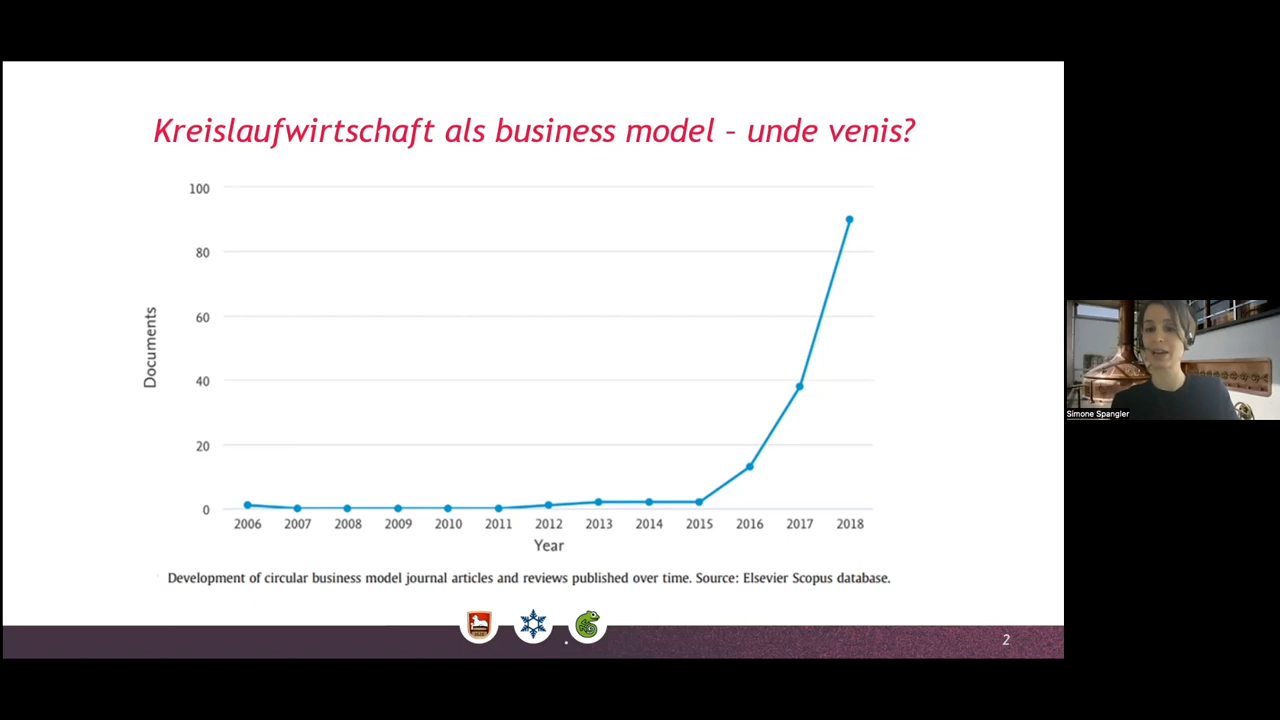 Kreislaufwirtschaft als business model – unde venis?
100
80
60
40
20
0
Documents
2006 2007 2008 2009 2010 2011 2012 2013 2014 2015 2016 2017 2018
Year
Development of circular business model journal articles and reviews published over time. Source: Elsevier Scopus database.
2
Simone Spangler